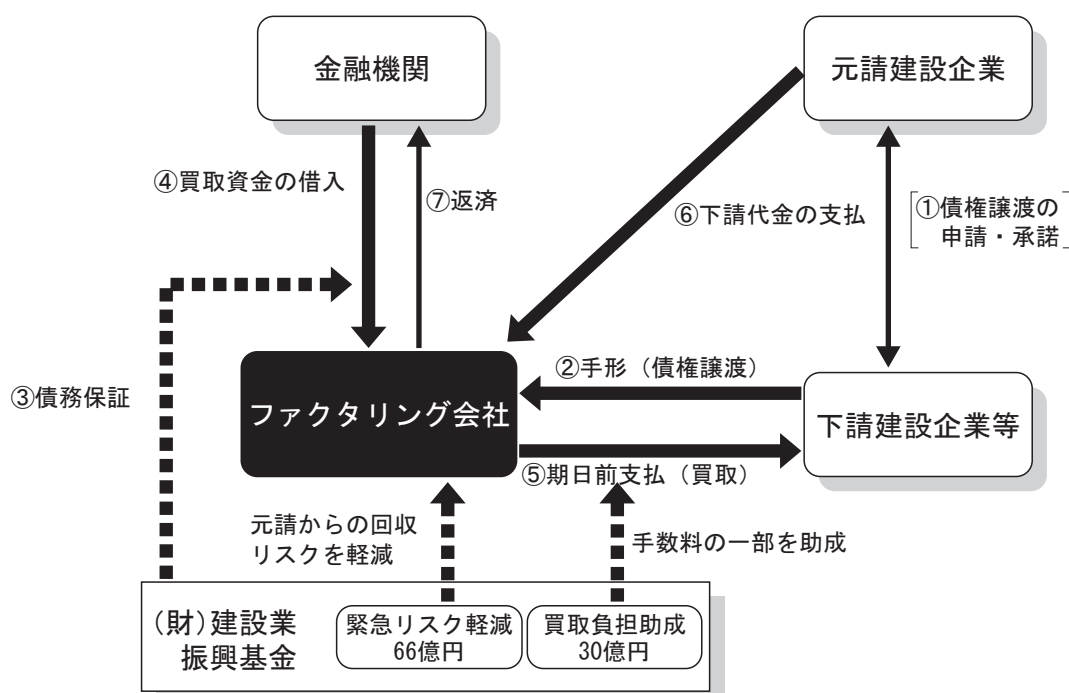 金融機関
元請建設企業
④買取資金の借入
⑦返済
⑥下請代金の支払
①債権譲渡の
申請・承諾
③債務保証
②手形（債権譲渡）
ファクタリング会社
下請建設企業等
⑤期日前支払（買取）
元請からの回収
リスクを軽減
手数料の一部を助成
(財)建設業
振興基金
緊急リスク軽減
66億円
買取負担助成
30億円